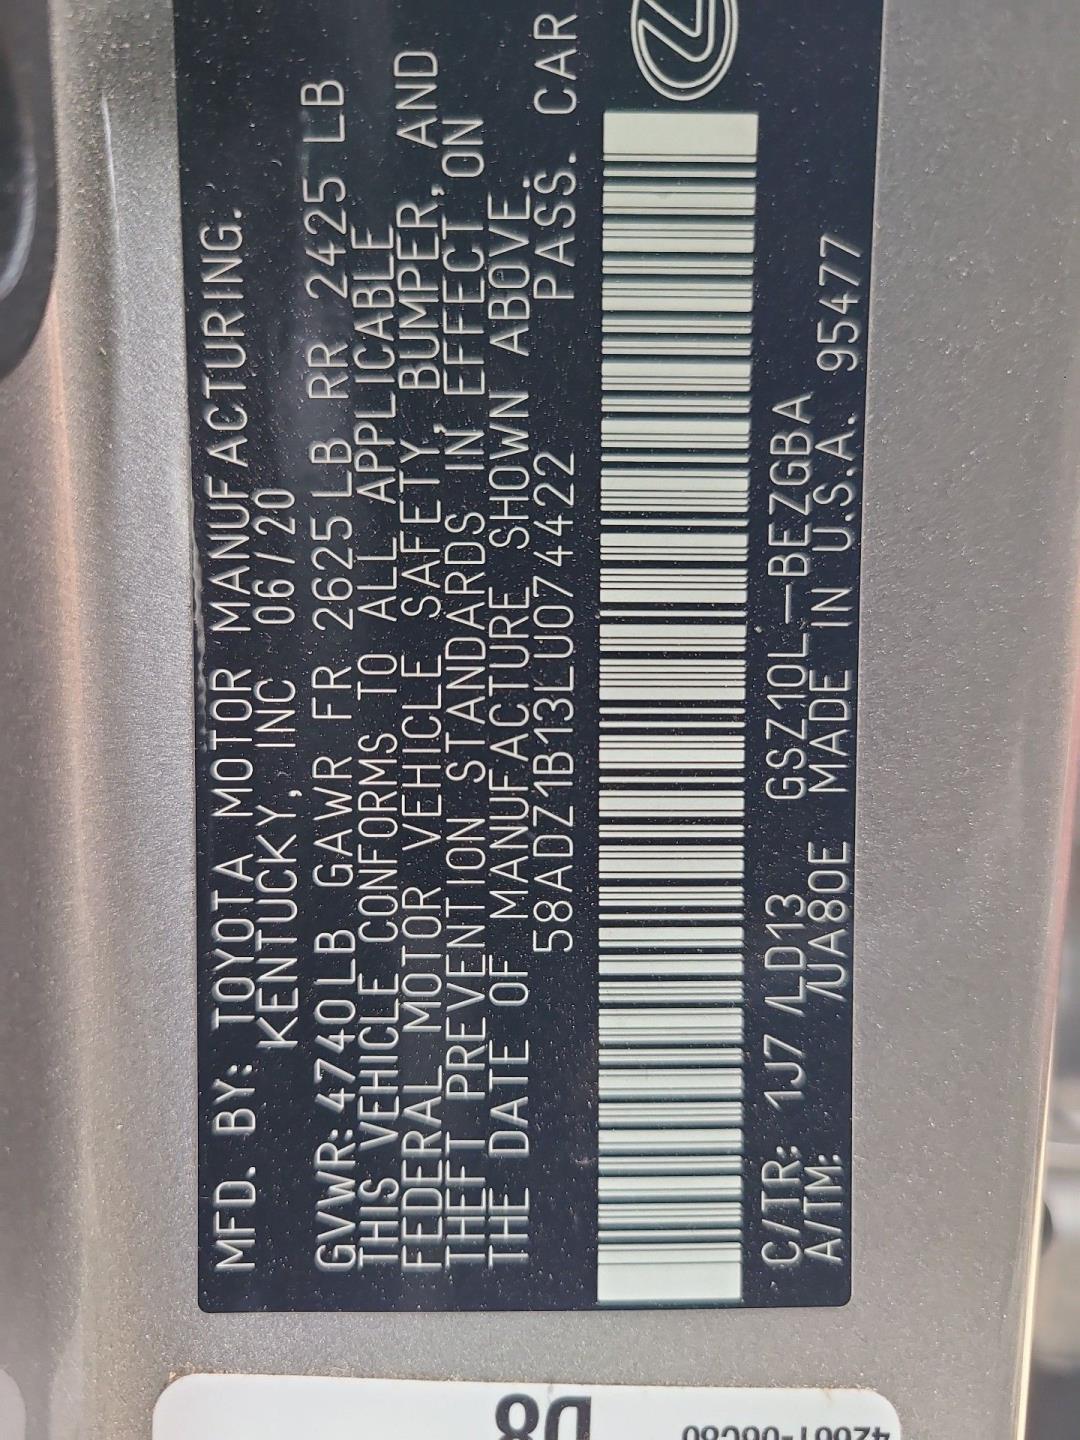 MFD. BY: TOYOTA MOTOR MANUFACTURING.
KENTUCKY, INC 06/20
GVWR: 4740LB GAWR FR 2625LB RR 2425LB
THIS VEHICLE CONFORMS TO ALL APPLICABLE
FEDERAL MOTOR VEHICLE SAFETY, BUMPER, AND
THEFT PREVENTION STANDARDS IN EFFECT ON
THE DATE OF MANUFACTURE SHOWN ABOVE.
58ADZ1B13LU074422 PASS. CAR
C/TR: 1J7 /LD13 GSZ10L-BEZGBA
A/TM: /UA80E MADE IN U.S.A. 95477
D8